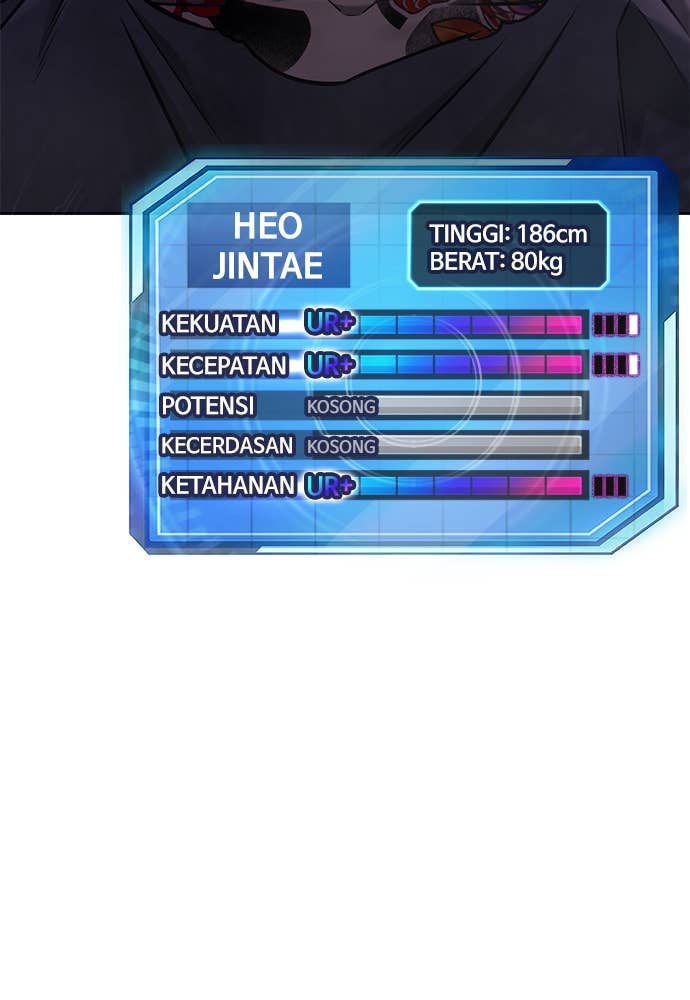 HEO
JINTAE
TINGGI: 186cm
BERAT: 80kg
KEKUATAN UR+
KECEPATAN UR+
POTENSI KOSONG
KECERDASAN KOSONG
KETAHANAN UR+